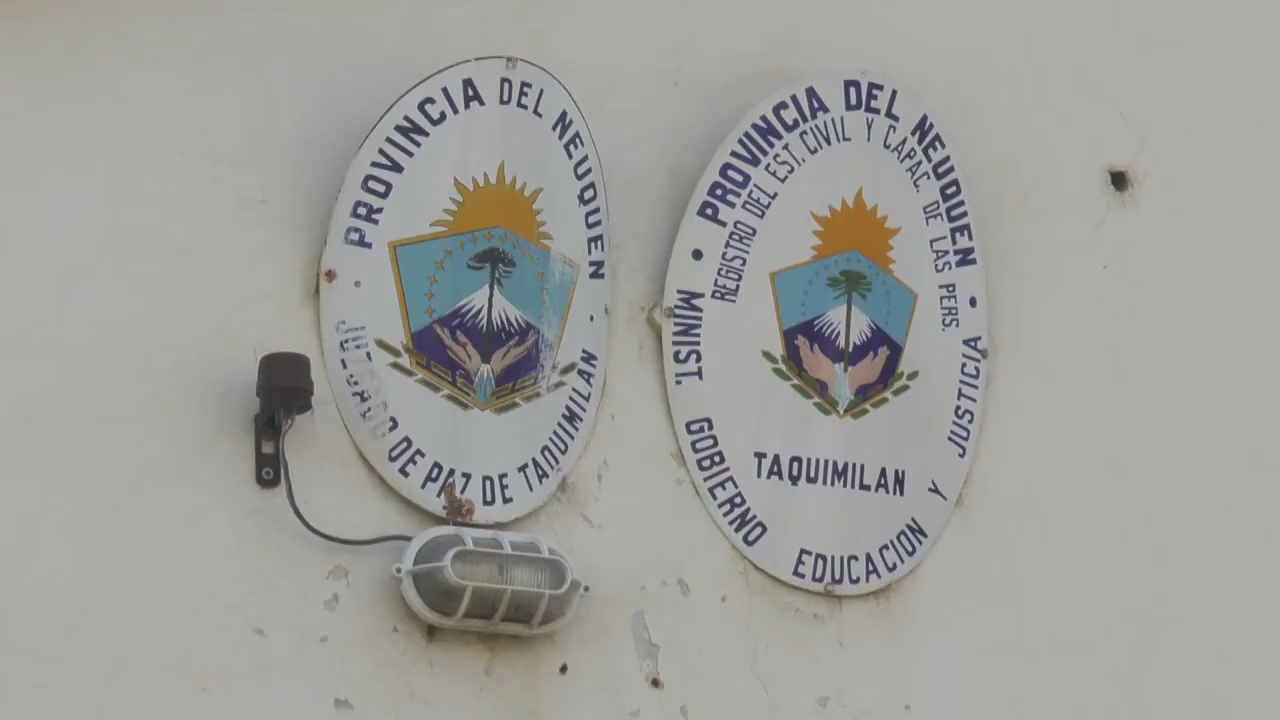 PROVINCIA DEL NEUQUEN
JUZGADO DE PAZ DE TAQUIMILAN
PROVINCIA DEL NEUQUEN
REGISTRO DEL EST. CIVIL Y CAPAC. DE LAS PERS.
TAQUIMILAN
MINIST. GOBIERNO EDUCACION Y JUSTICIA